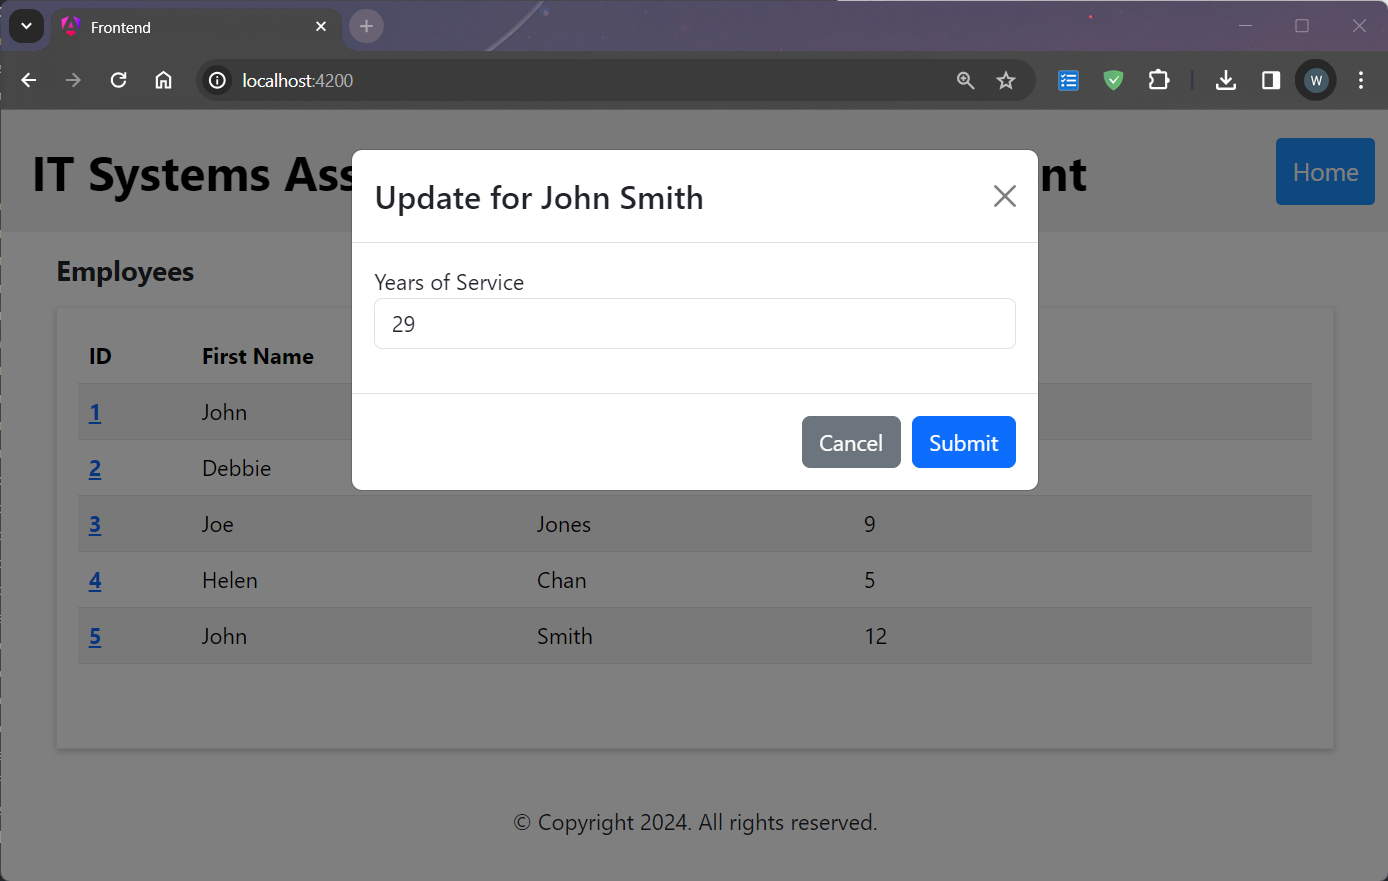 Frontend
localhost:4200
W
IT Systems Ass nt
Home
Update for John Smith
Employees
Years of Service
29
ID First Name
1 John
Cancel Submit
2 Debbie
3 Joe Jones 9
4 Helen Chan 5
5 John Smith 12
© Copyright 2024. All rights reserved.